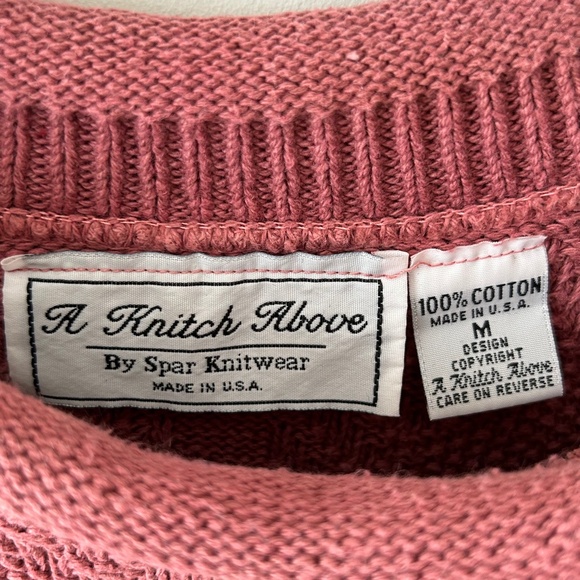 A Knitch Above
By Spar Knitwear
MADE IN U.S.A.
100% COTTON
MADE IN U.S.A.
M
DESIGN
COPYRIGHT
A Knitch Above
CARE ON REVERSE